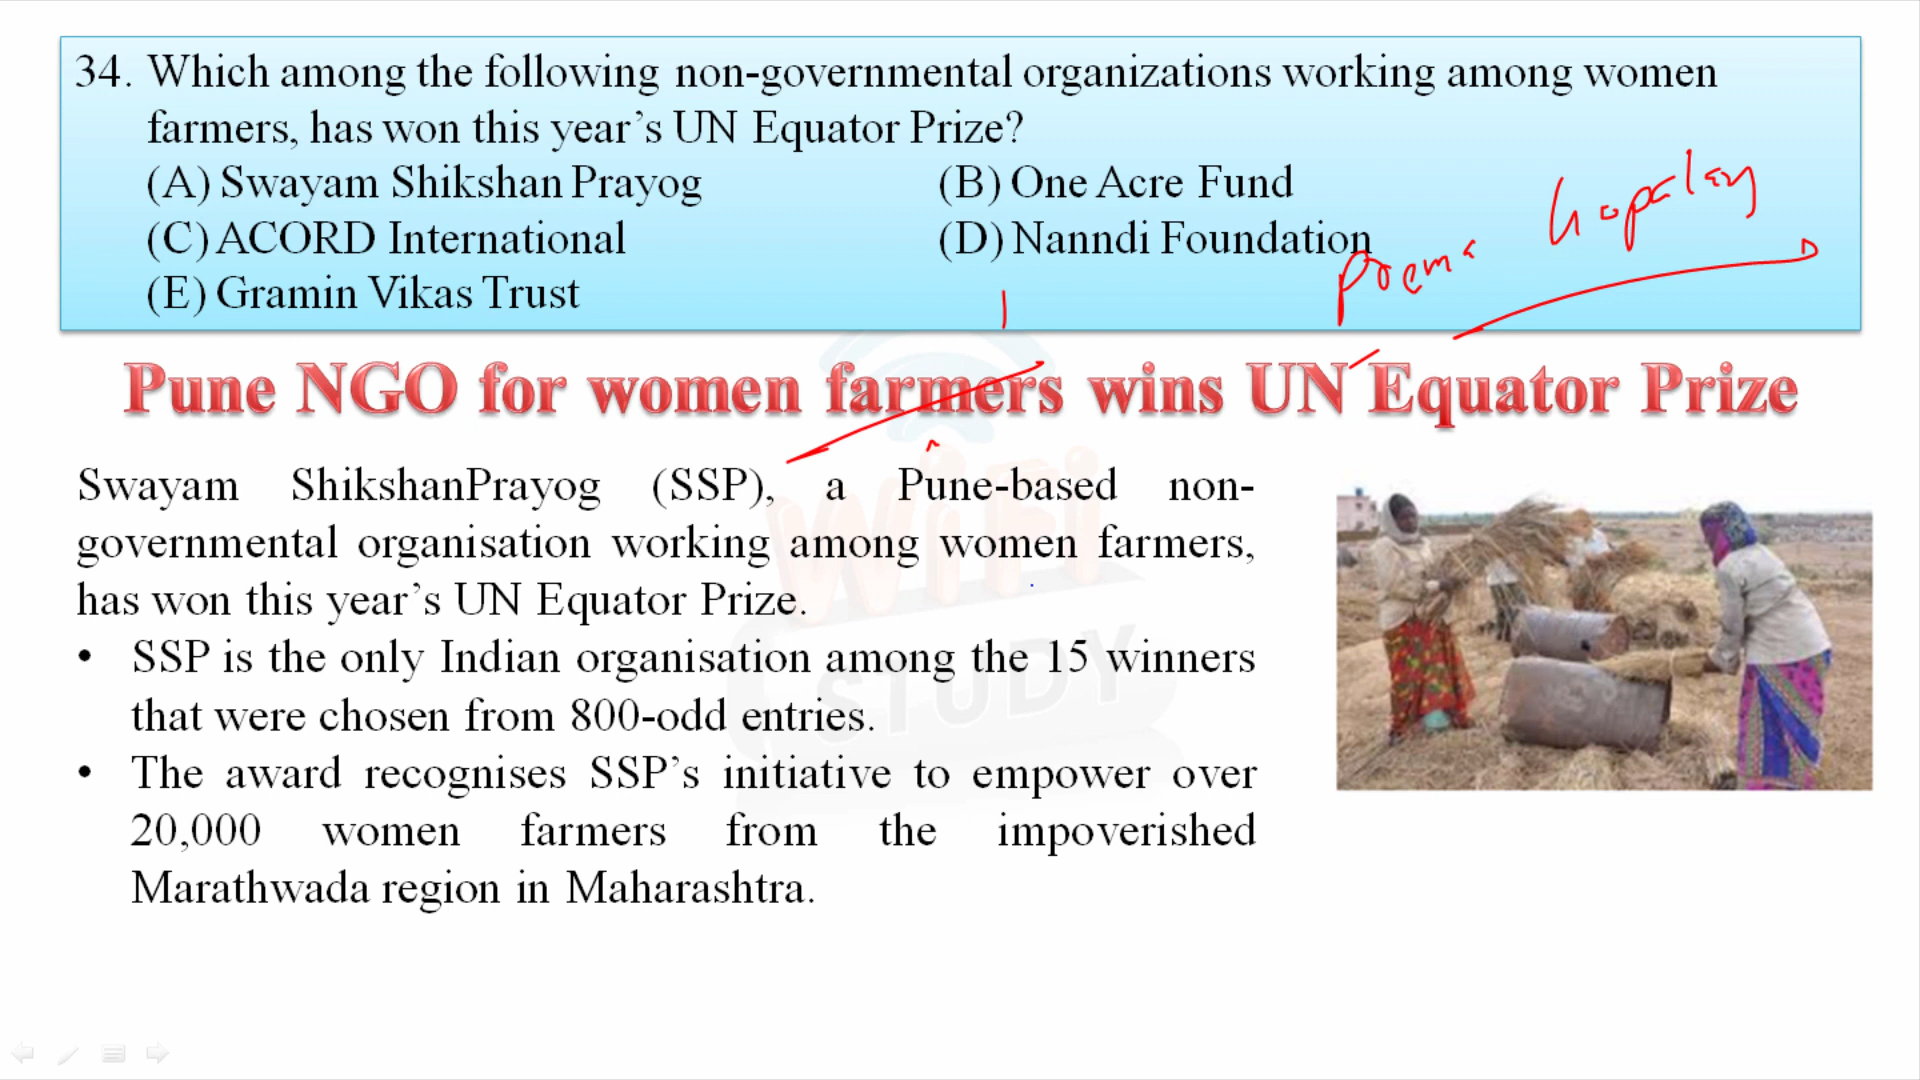 34. Which among the following non-governmental organizations working among women
farmers, has won this year’s UN Equator Prize?
(A) Swayam Shikshan Prayog (B) One Acre Fund
(C) ACORD International (D) Nanndi Foundation
(E) Gramin Vikas Trust
Prema Gopalan
Pune NGO for women farmers wins UN Equator Prize
Swayam ShikshanPrayog (SSP), a Pune-based non-
governmental organisation working among women farmers,
has won this year’s UN Equator Prize.
• SSP is the only Indian organisation among the 15 winners
that were chosen from 800-odd entries.
• The award recognises SSP’s initiative to empower over
20,000 women farmers from the impoverished
Marathwada region in Maharashtra.
WiFi
STUDY